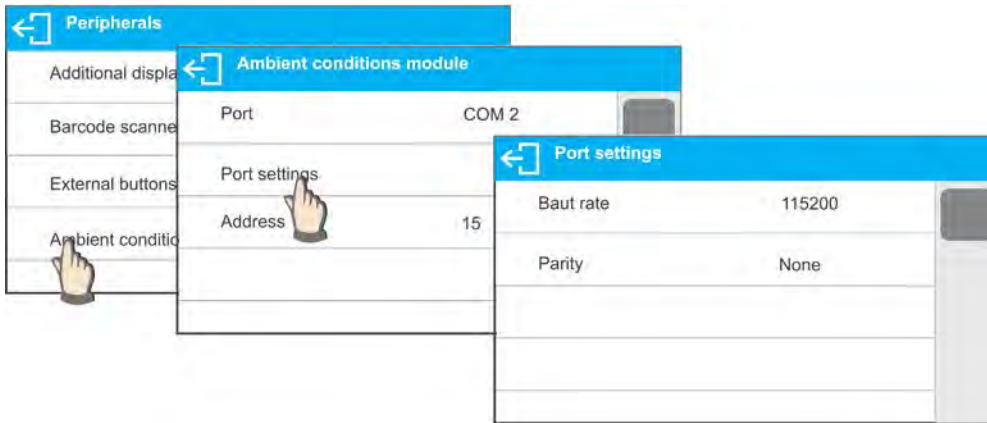 Peripherals
Additional displa
Barcode scanne
External buttons
Ambient conditio
Ambient conditions module
Port COM 2
Port settings
Address 15
Port settings
Baut rate 115200
Parity None